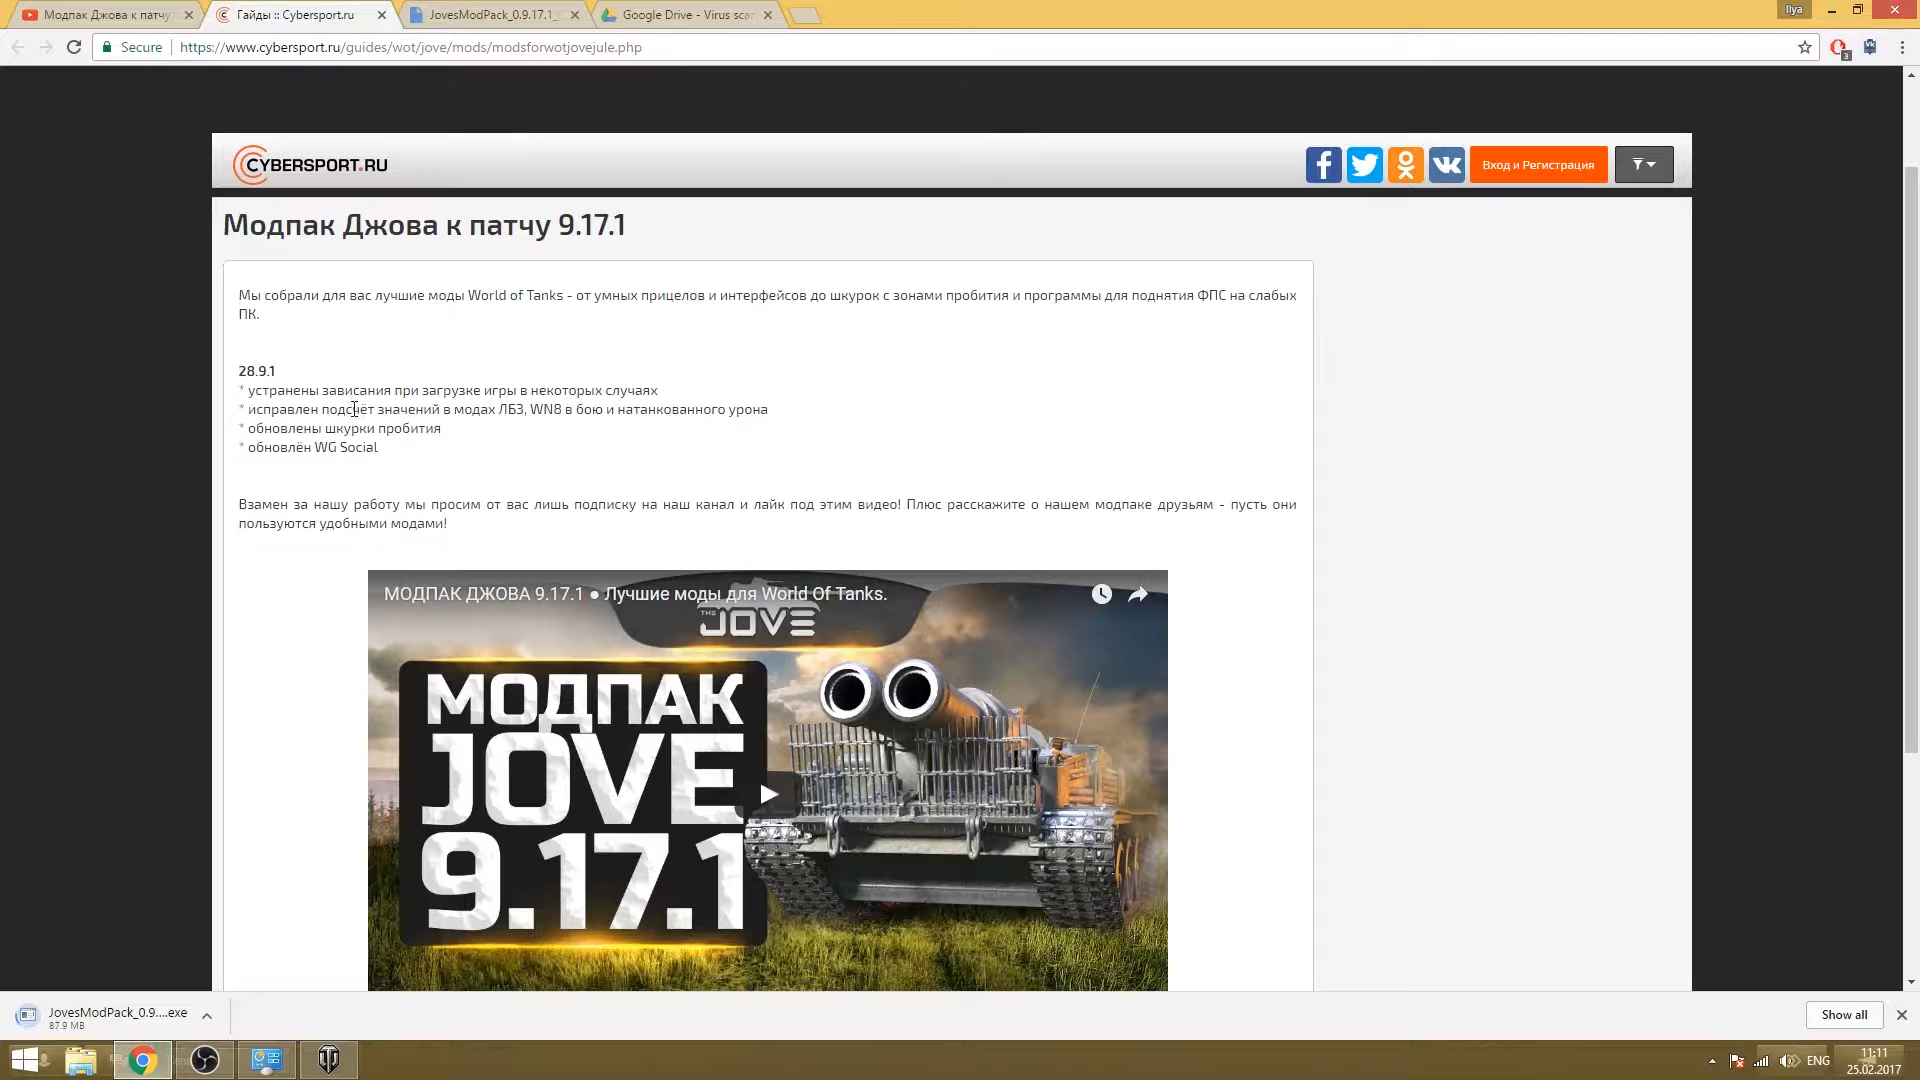 Модпак Джова к патчу
Гайды :: Cybersport.ru
JovesModPack_0.9.17.1_
Google Drive - Virus scan
Ilya
Secure
https://www.cybersport.ru/guides/wot/jove/mods/modsforwotjovejule.php
3
CYBERSPORT.RU
Вход и Регистрация
Модпак Джова к патчу 9.17.1
Мы собрали для вас лучшие моды World of Tanks - от умных прицелов и интерфейсов до шкурок с зонами пробития и программы для поднятия ФПС на слабых
ПК.
28.9.1
* устранены зависания при загрузке игры в некоторых случаях
* исправлен подсчёт значений в модах ЛБЗ, WN8 в бою и натанкованного урона
* обновлены шкурки пробития
* обновлён WG Social
Взамен за нашу работу мы просим от вас лишь подписку на наш канал и лайк под этим видео! Плюс расскажите о нашем модпаке друзьям - пусть они
пользуются удобными модами!
МОДПАК ДЖОВА 9.17.1 ● Лучшие моды для World Of Tanks.
THE JOVE
МОДПАК
JOVE
9.17.1
JovesModPack_0.9....exe
87.9 MB
Show all
ENG
11:11
25.02.2017